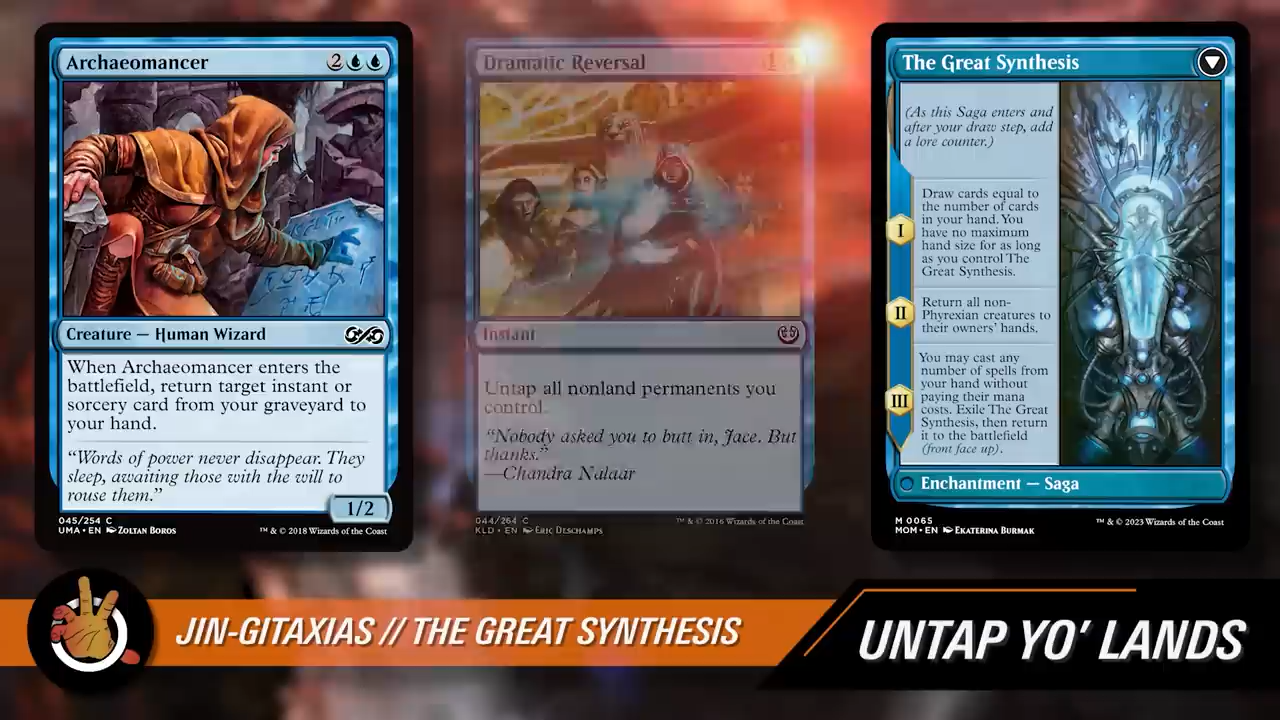 Archaeomancer
2
Creature — Human Wizard
When Archaeomancer enters the
battlefield, return target instant or
sorcery card from your graveyard to
your hand.
“Words of power never disappear. They
sleep, awaiting those with the will to
rouse them.”
1/2
045/254 C
UMA • EN Zoltan Boros
™ & © 2018 Wizards of the Coast
Dramatic Reversal
1
Instant
Untap all nonland permanents you
control.
“Nobody asked you to butt in, Jace. But
thanks.”
—Chandra Nalaar
044/264 C
KLD • EN Eric Deschamps
™ & © 2016 Wizards of the Coast
The Great Synthesis
(As this Saga enters and
after your draw step, add
a lore counter.)
I
Draw cards equal to
the number of cards
in your hand. You
have no maximum
hand size for as long
as you control The
Great Synthesis.
II
Return all non-
Phyrexian creatures to
their owners' hands.
III
You may cast any
number of spells from
your hand without
paying their mana
costs. Exile The Great
Synthesis, then return
it to the battlefield
(front face up).
Enchantment — Saga
M 0065
MOM • EN Ekaterina Burmak
™ & © 2023 Wizards of the Coast
JIN-GITAXIAS // THE GREAT SYNTHESIS
UNTAP YO' LANDS